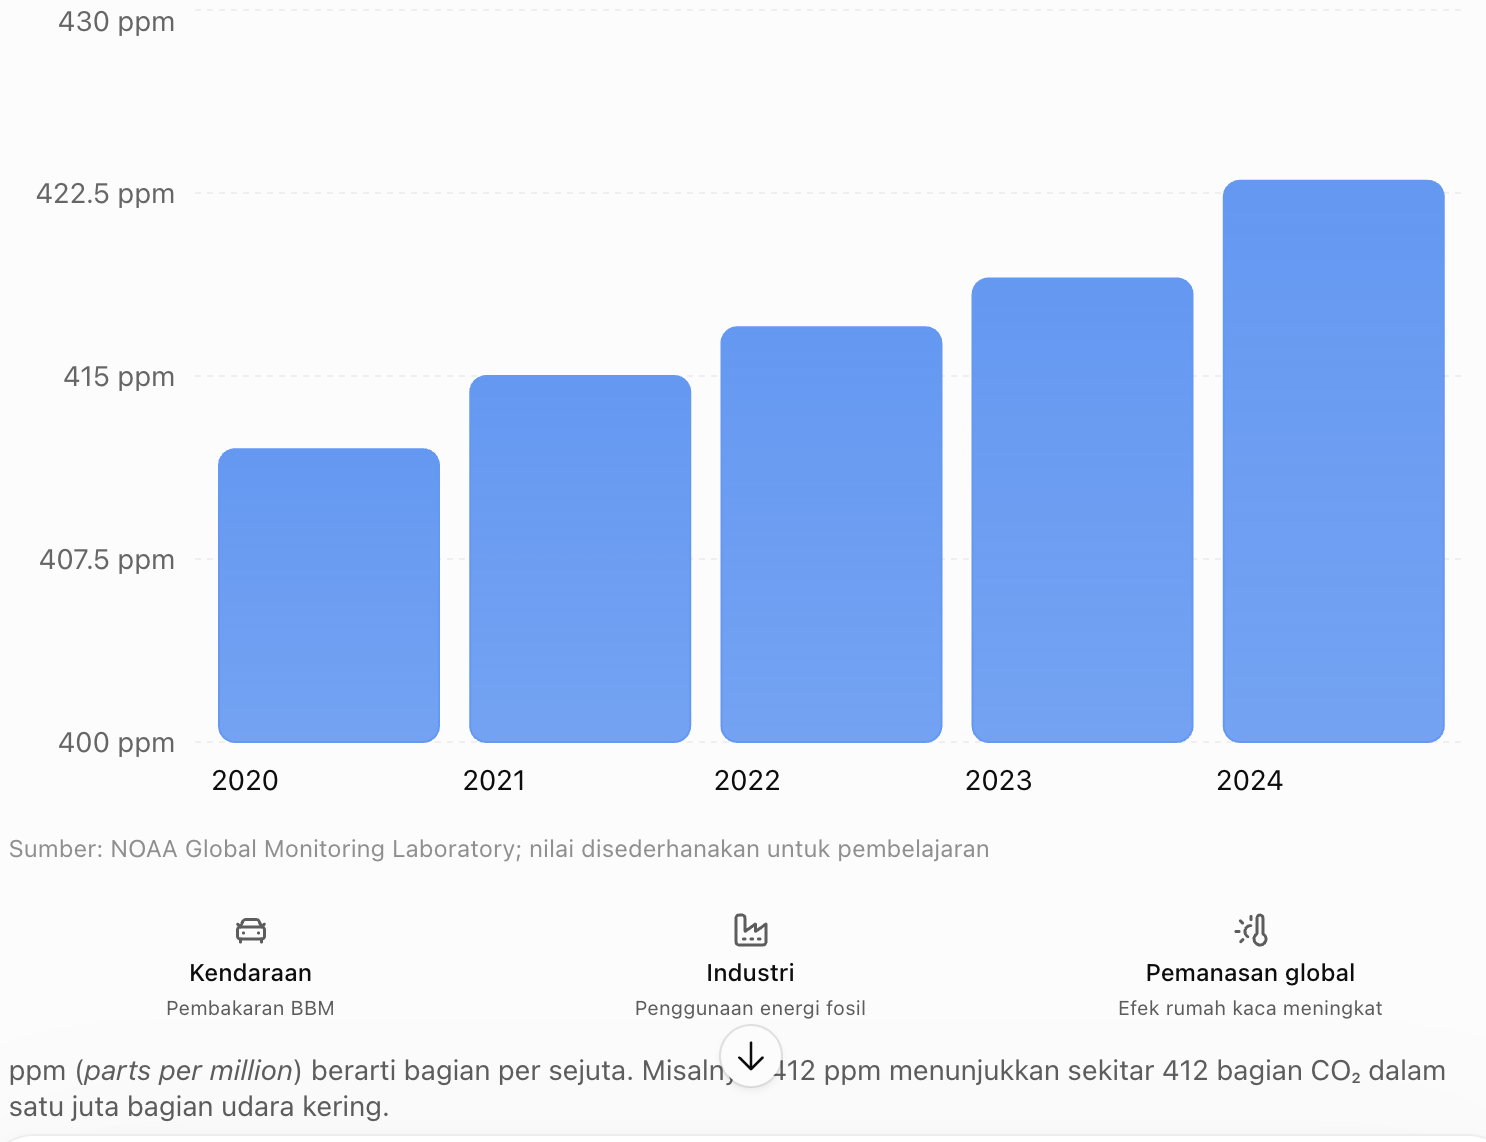 430 ppm
422.5 ppm
415 ppm
407.5 ppm
400 ppm
2020 2021 2022 2023 2024
Sumber: NOAA Global Monitoring Laboratory; nilai disederhanakan untuk pembelajaran
Kendaraan Industri Pemanasan global
Pembakaran BBM Penggunaan energi fosil Efek rumah kaca meningkat
ppm (parts per million) berarti bagian per sejuta. 412 ppm menunjukkan sekitar 412 bagian CO₂ dalam
satu juta bagian udara kering.